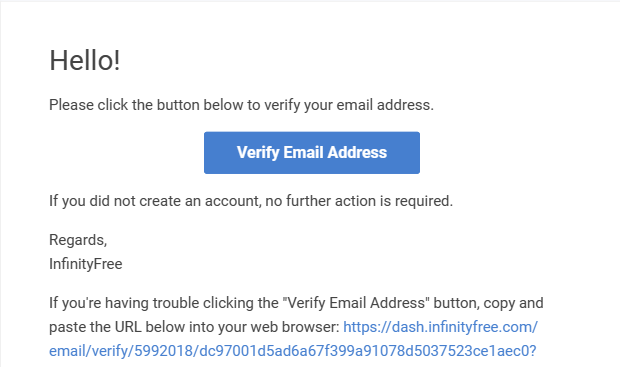 Hello!
Please click the button below to verify your email address.
Verify Email Address
If you did not create an account, no further action is required.
Regards,
InfinityFree
If you're having trouble clicking the "Verify Email Address" button, copy and
paste the URL below into your web browser: https://dash.infinityfree.com/
email/verify/5992018/dc97001d5ad6a67f399a91078d5037523ce1aec0?